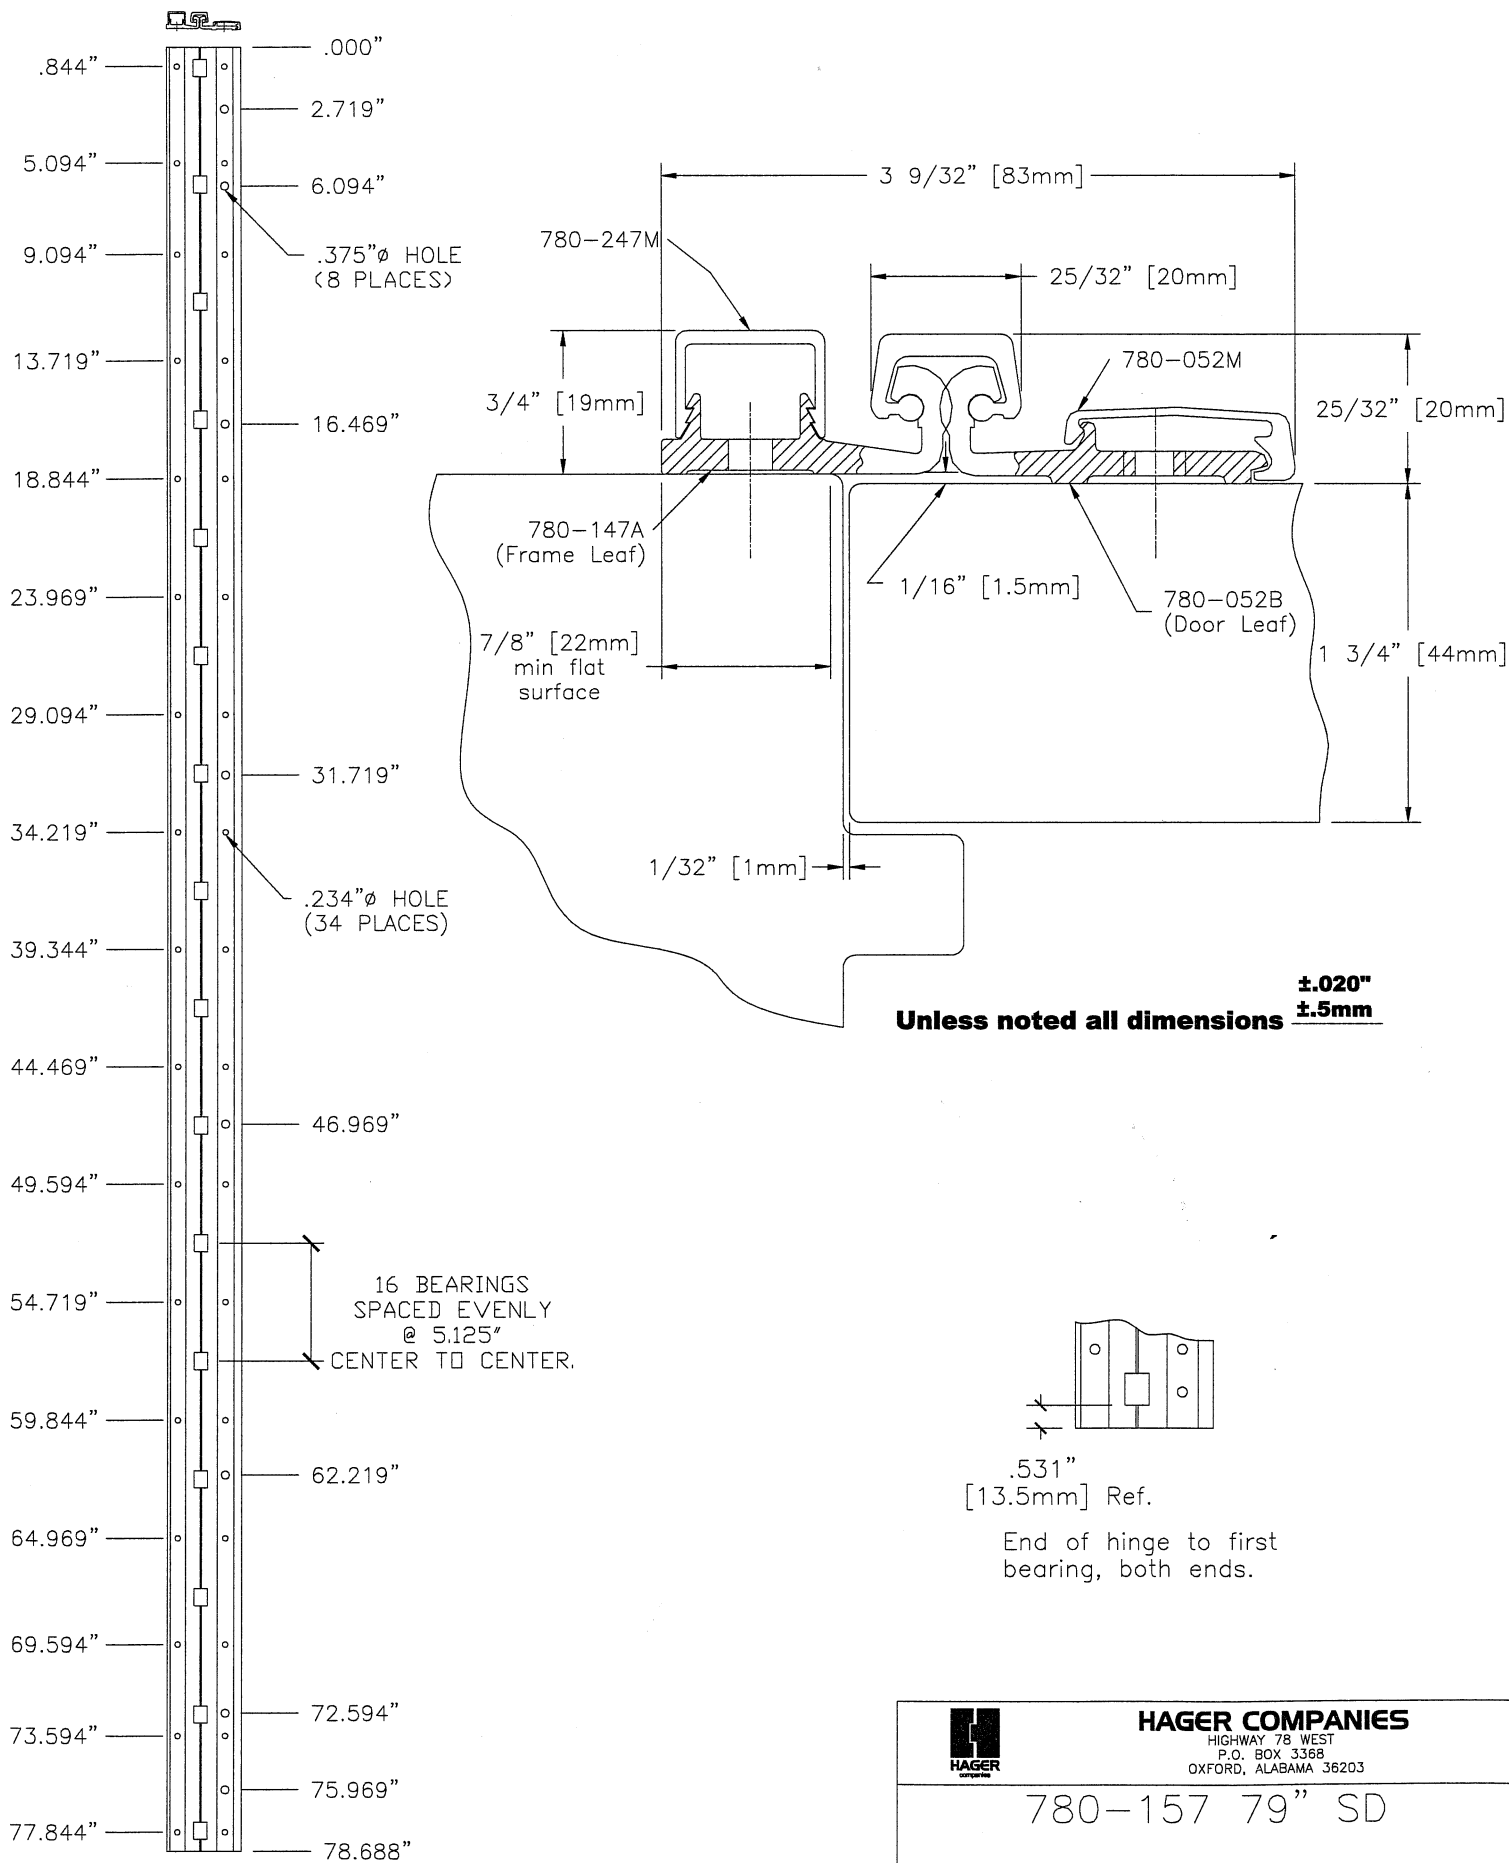 .000"
.844"
2.719"
5.094"
6.094"
.375"ø HOLE
(8 PLACES)
9.094"
13.719"
16.469"
18.844"
23.969"
29.094"
31.719"
34.219"
.234"ø HOLE
(34 PLACES)
39.344"
44.469"
46.969"
49.594"
16 BEARINGS
SPACED EVENLY
@ 5.125"
CENTER TO CENTER.
54.719"
59.844"
62.219"
64.969"
69.594"
72.594"
73.594"
75.969"
77.844"
78.688"
3 9/32" [83mm]
780-247M
25/32" [20mm]
780-052M
3/4" [19mm]
25/32" [20mm]
780-147A
(Frame Leaf)
1/16" [1.5mm]
780-052B
(Door Leaf)
7/8" [22mm]
min flat
surface
1 3/4" [44mm]
1/32" [1mm]
±.020"
Unless noted all dimensions ±.5mm
.531"
[13.5mm] Ref.
End of hinge to first
bearing, both ends.
HAGER
companies
HAGER COMPANIES
HIGHWAY 78 WEST
P.O. BOX 3368
OXFORD, ALABAMA 36203
780-157 79" SD